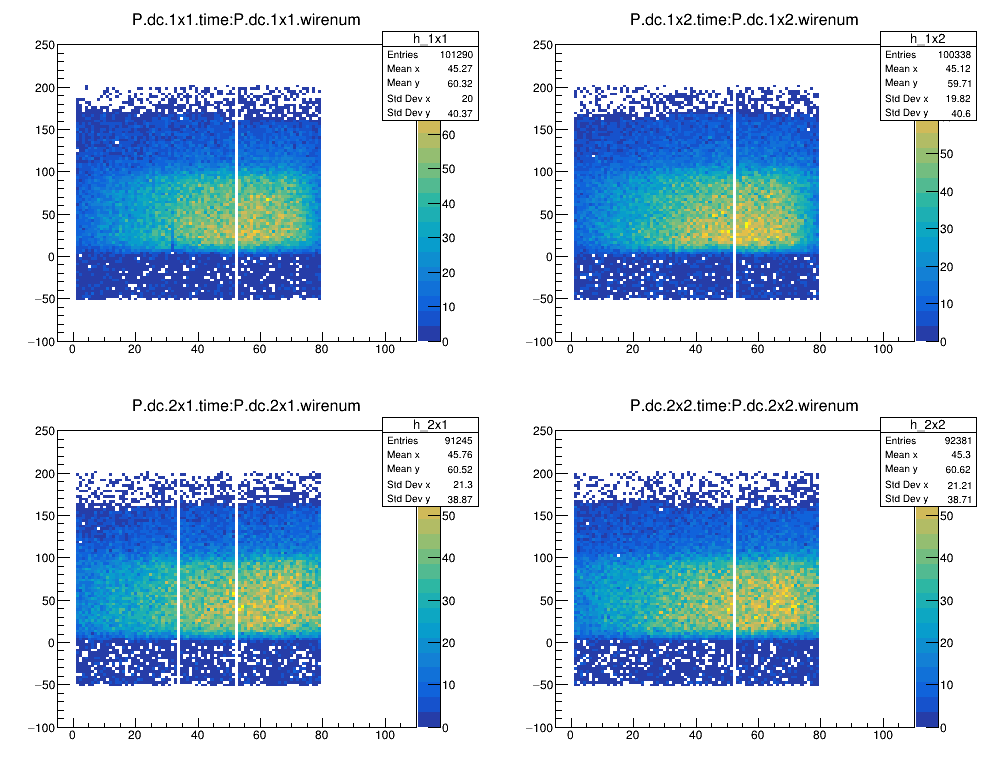 P.dc.1x1.time:P.dc.1x1.wirenum
h_1x1
Entries 101290
Mean x 45.27
Mean y 60.32
Std Dev x 20
Std Dev y 40.37
250
200
150
100
50
0
−50
−100
0 20 40 60 80 100
60
50
40
30
20
10
0
P.dc.1x2.time:P.dc.1x2.wirenum
h_1x2
Entries 100338
Mean x 45.12
Mean y 59.71
Std Dev x 19.82
Std Dev y 40.6
250
200
150
100
50
0
−50
−100
0 20 40 60 80 100
50
40
30
20
10
0
P.dc.2x1.time:P.dc.2x1.wirenum
h_2x1
Entries 91245
Mean x 45.76
Mean y 60.52
Std Dev x 21.3
Std Dev y 38.87
250
200
150
100
50
0
−50
−100
0 20 40 60 80 100
50
40
30
20
10
0
P.dc.2x2.time:P.dc.2x2.wirenum
h_2x2
Entries 92381
Mean x 45.3
Mean y 60.62
Std Dev x 21.21
Std Dev y 38.71
250
200
150
100
50
0
−50
−100
0 20 40 60 80 100
50
40
30
20
10
0